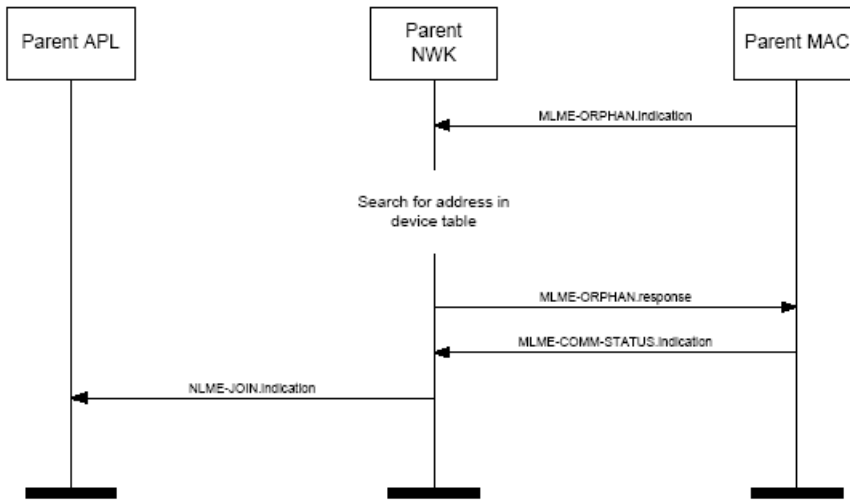 Parent APL
Parent
NWK
Parent MAC
MLME-ORPHAN.indication
Search for address in
device table
MLME-ORPHAN.response
MLME-COMM-STATUS.indication
NLME-JOIN.indication